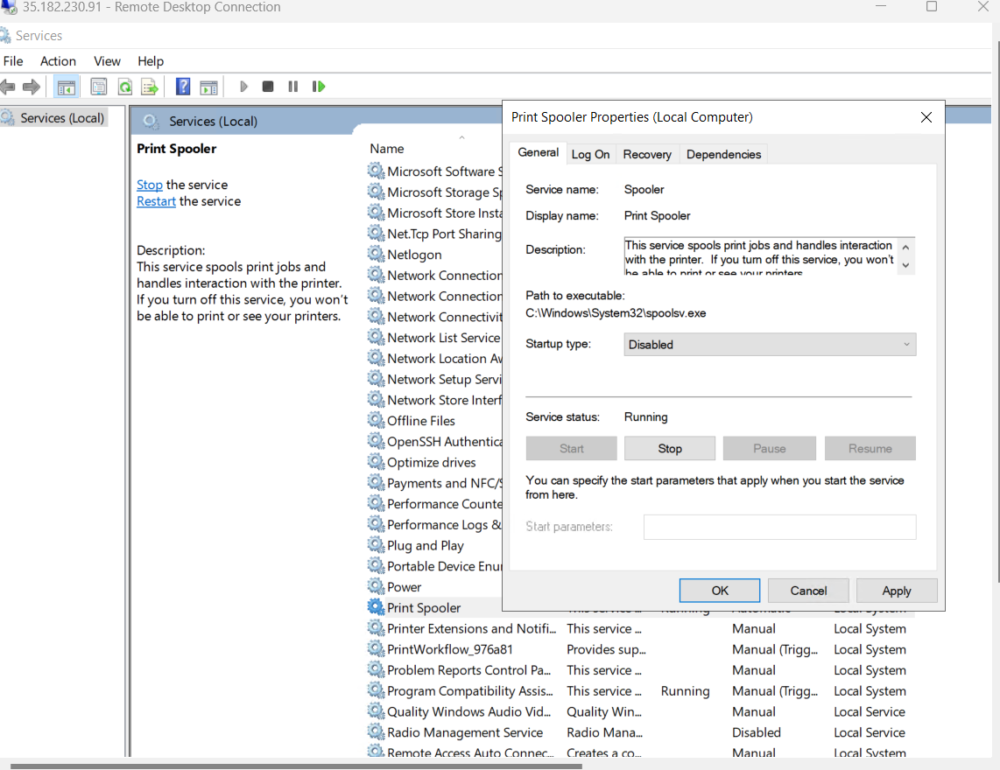 35.182.230.91 - Remote Desktop Connection
Services
File Action View Help
Services (Local)
Services (Local)
Print Spooler
Stop the service
Restart the service
Description:
This service spools print jobs and
handles interaction with the printer.
If you turn off this service, you won't
be able to print or see your printers.
Name
Microsoft Software S
Microsoft Storage Sp
Microsoft Store Insta
Net.Tcp Port Sharing
Netlogon
Network Connection
Network Connection
Network Connectivit
Network List Service
Network Location Aw
Network Setup Servi
Network Store Interf
Offline Files
OpenSSH Authentica
Optimize drives
Payments and NFC/S
Performance Counte
Performance Logs &
Plug and Play
Portable Device Enu
Power
Print Spooler This service ... Running Automatic Local System
Printer Extensions and Notifi... This service ... Manual Local System
PrintWorkflow_976a81 Provides sup... Manual (Trigg... Local System
Problem Reports Control Pa... This service ... Manual Local System
Program Compatibility Assis... This service ... Running Manual (Trigg... Local System
Quality Windows Audio Vid... Quality Win... Manual Local Service
Radio Management Service Radio Mana... Disabled Local Service
Remote Access Auto Connec... Creates a co... Manual Local System
Print Spooler Properties (Local Computer)
General Log On Recovery Dependencies
Service name: Spooler
Display name: Print Spooler
Description: This service spools print jobs and handles interaction
with the printer. If you turn off this service, you won't
be able to print or see your printers
Path to executable:
C:\Windows\System32\spoolsv.exe
Startup type: Disabled
Service status: Running
Start Stop Pause Resume
You can specify the start parameters that apply when you start the service
from here.
Start parameters:
OK Cancel Apply